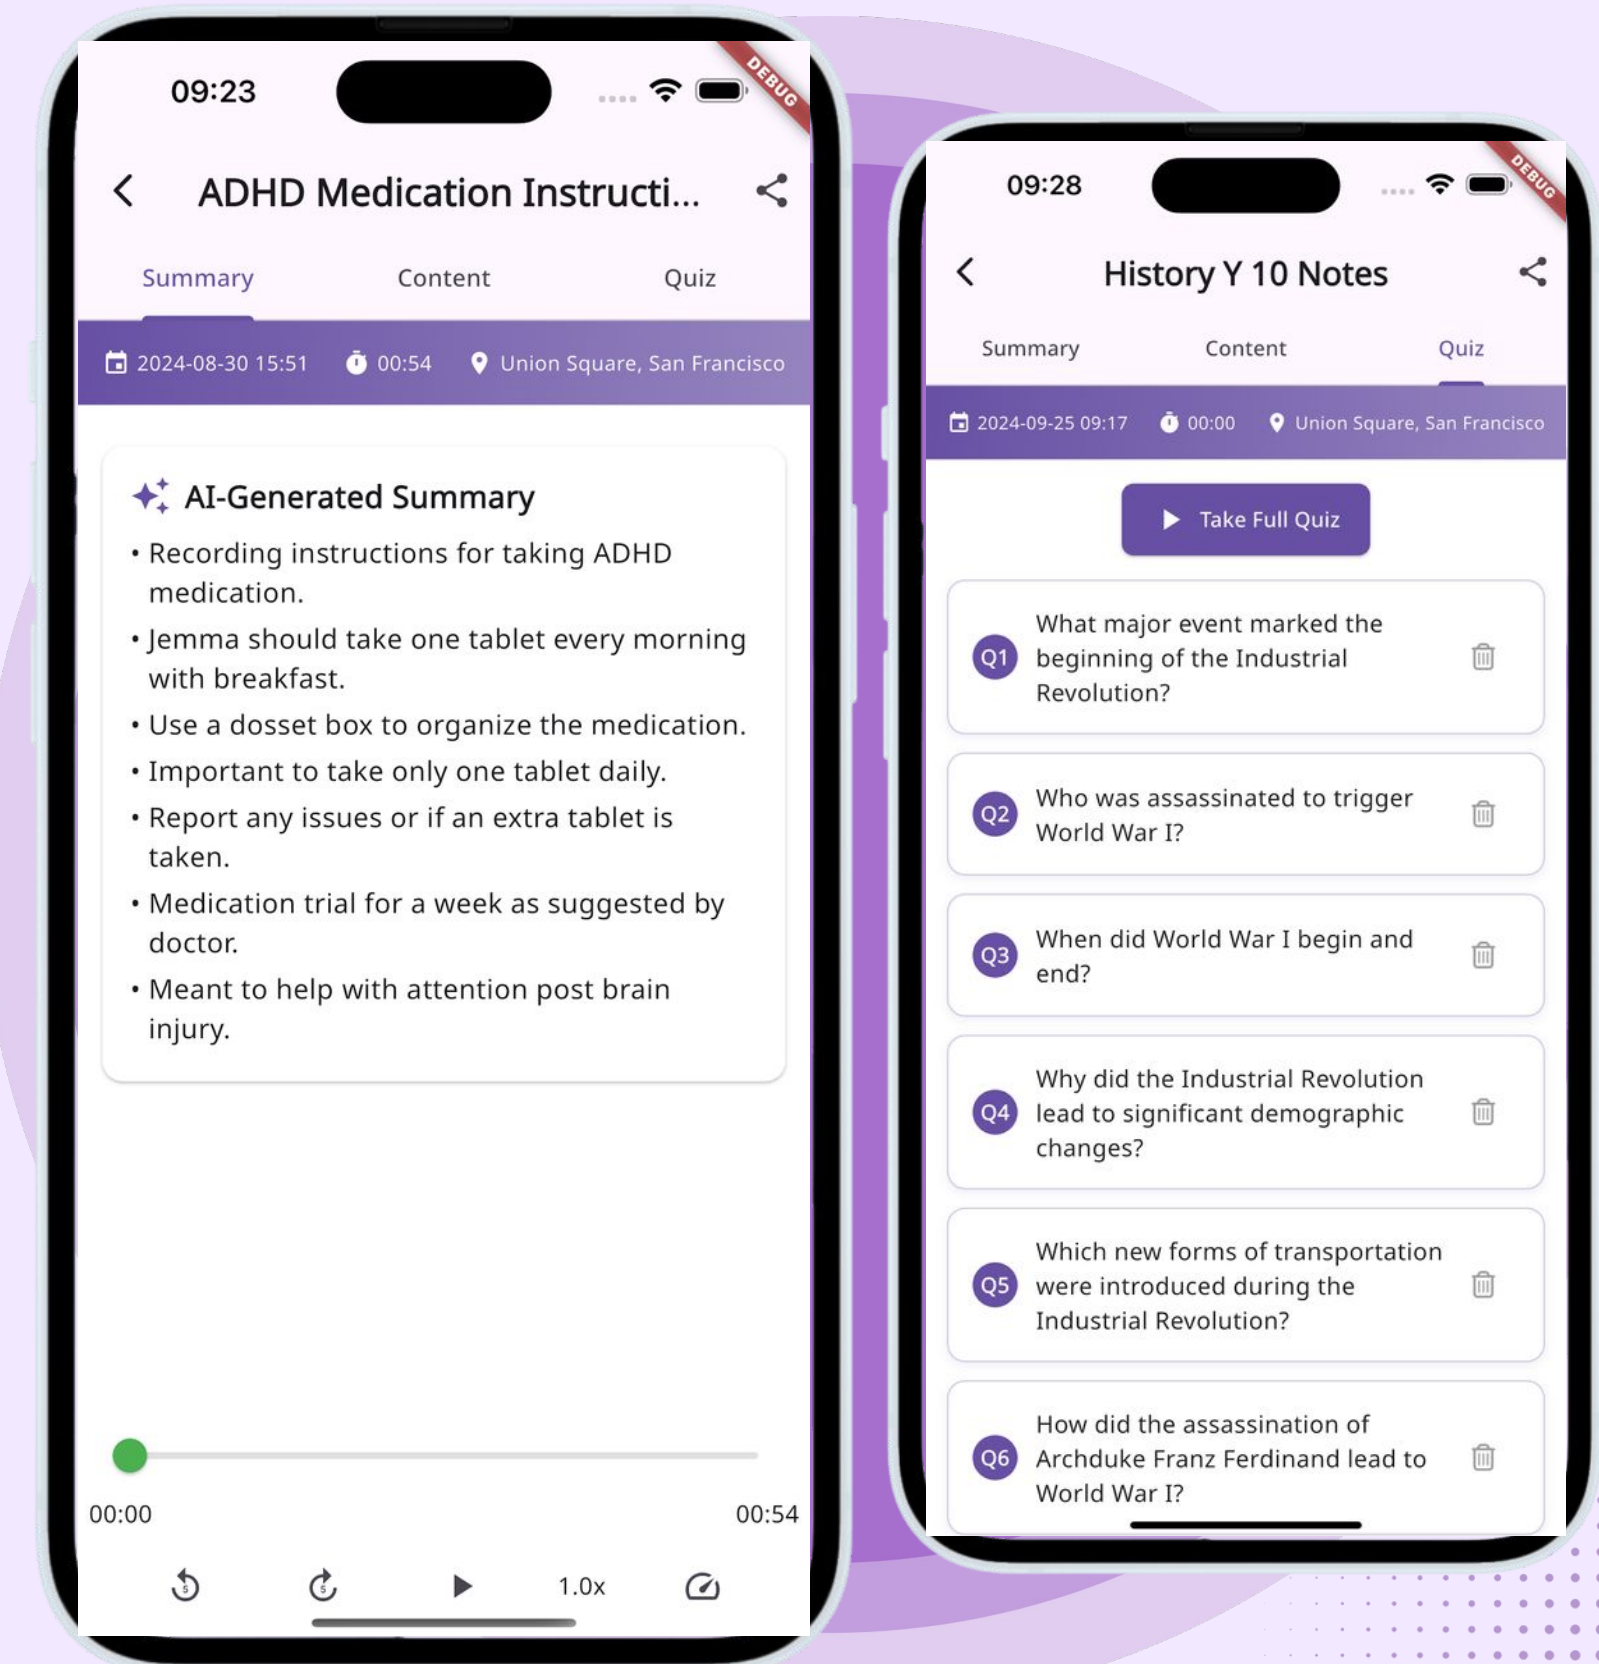 09:23
DEBUG
ADHD Medication Instructi...
Summary
Content
Quiz
2024-08-30 15:51
00:54
Union Square, San Francisco
AI-Generated Summary
• Recording instructions for taking ADHD
medication.
• Jemma should take one tablet every morning
with breakfast.
• Use a dosset box to organize the medication.
• Important to take only one tablet daily.
• Report any issues or if an extra tablet is
taken.
• Medication trial for a week as suggested by
doctor.
• Meant to help with attention post brain
injury.
00:00
00:54
5
5
1.0x
09:28
DEBUG
History Y 10 Notes
Summary
Content
Quiz
2024-09-25 09:17
00:00
Union Square, San Francisco
Take Full Quiz
Q1
What major event marked the
beginning of the Industrial
Revolution?
Q2
Who was assassinated to trigger
World War I?
Q3
When did World War I begin and
end?
Q4
Why did the Industrial Revolution
lead to significant demographic
changes?
Q5
Which new forms of transportation
were introduced during the
Industrial Revolution?
Q6
How did the assassination of
Archduke Franz Ferdinand lead to
World War I?